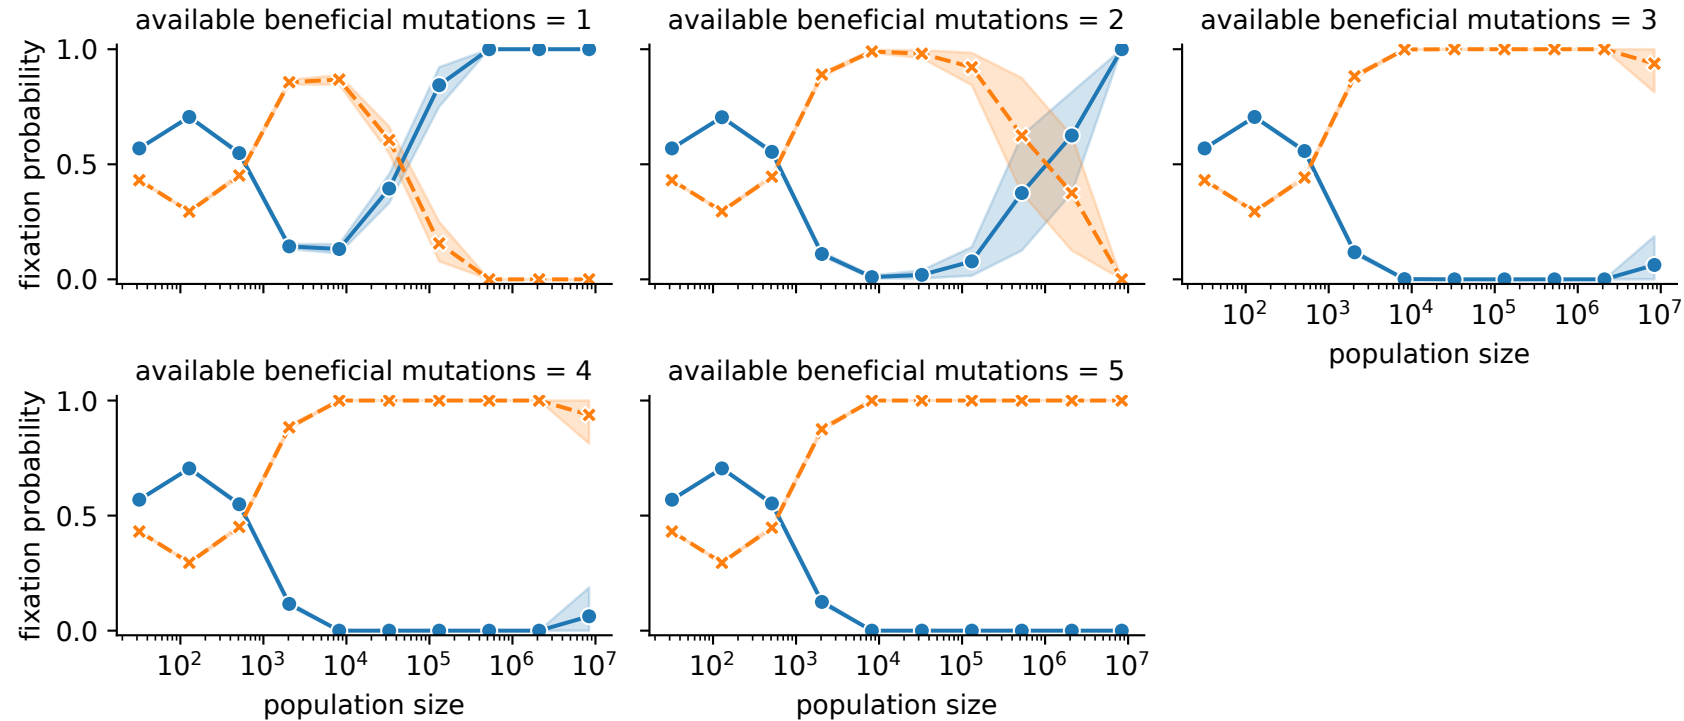 available beneficial mutations = 1
available beneficial mutations = 2
available beneficial mutations = 3
fixation probability
1.0
0.5
0.0
10²
10³
10⁴
10⁵
10⁶
10⁷
population size
available beneficial mutations = 4
available beneficial mutations = 5
fixation probability
1.0
0.5
0.0
10²
10³
10⁴
10⁵
10⁶
10⁷
population size
10²
10³
10⁴
10⁵
10⁶
10⁷
population size